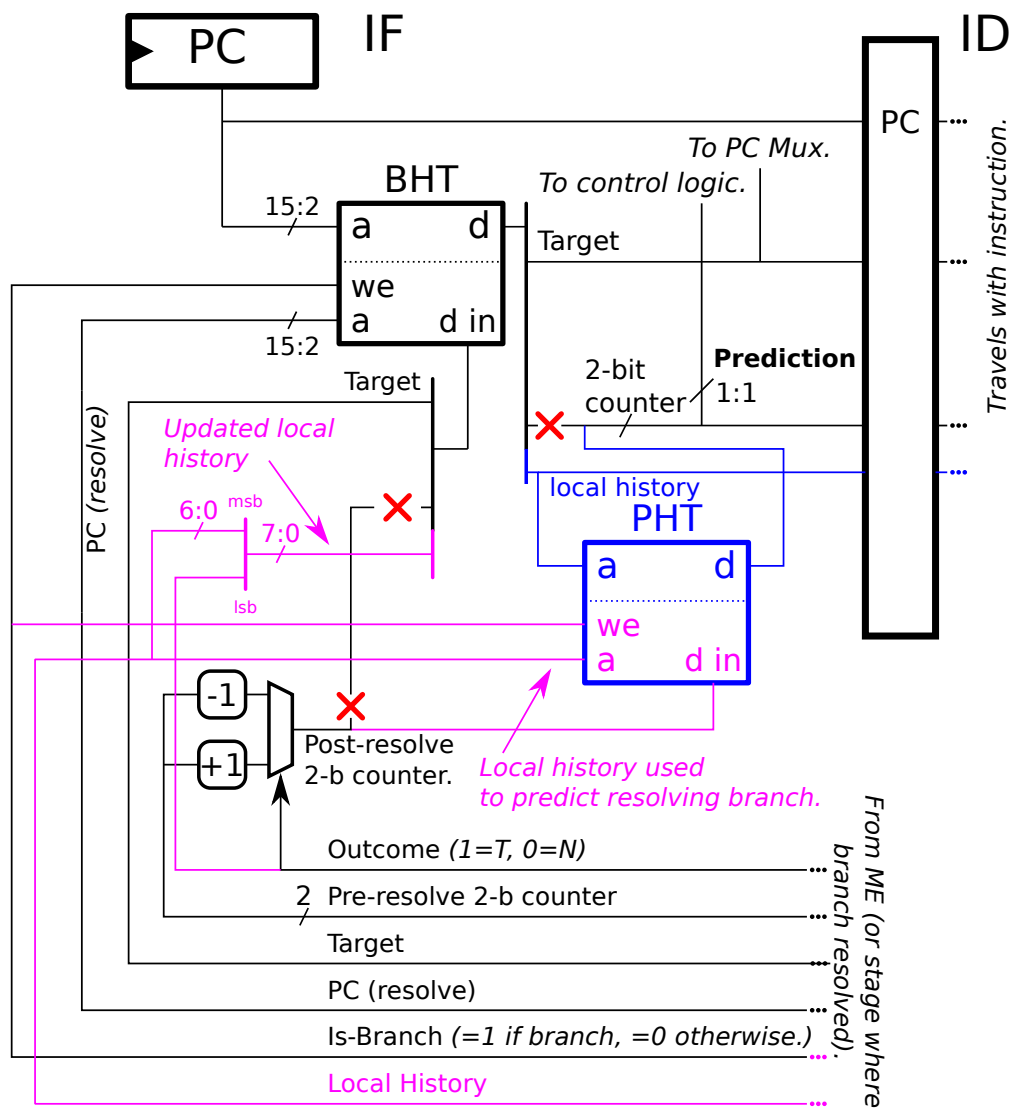 PC
IF
ID
PC
•••
To PC Mux.
BHT
To control logic.
15:2
a
d
Target
•••
we
a
d in
15:2
Target
2-bit
counter
Prediction
1:1
•••
Travels with instruction.
Updated local
history
PC (resolve)
local history
•••
PHT
6:0
msb
7:0
lsb
a
d
we
a
d in
-1
+1
Post-resolve
2-b counter.
Local history used
to predict resolving branch.
Outcome (1=T, 0=N)
•••
2
Pre-resolve 2-b counter
•••
Target
•••
PC (resolve)
•••
Is-Branch (=1 if branch, =0 otherwise.)
•••
Local History
•••
From ME (or stage where
branch resolved).